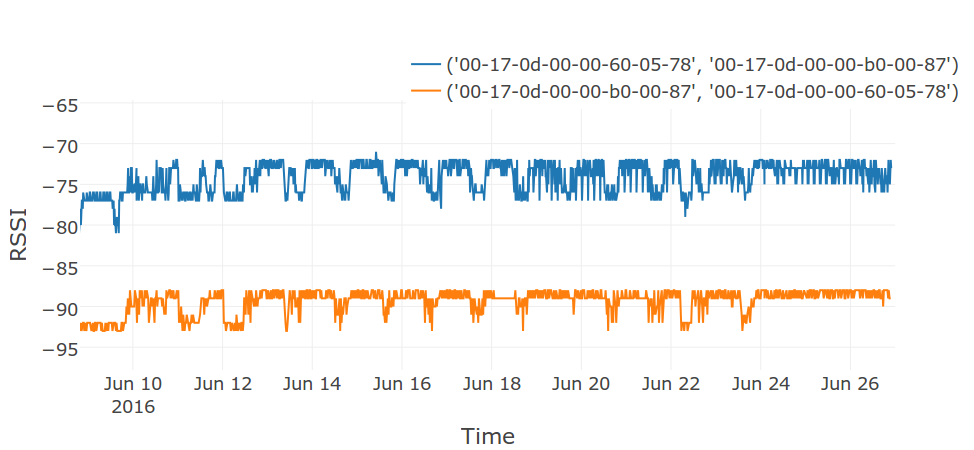 ('00-17-0d-00-00-60-05-78', '00-17-0d-00-00-b0-00-87')
('00-17-0d-00-00-b0-00-87', '00-17-0d-00-00-60-05-78')
−65
−70
−75
−80
−85
−90
−95
RSSI
Jun 10 Jun 12 Jun 14 Jun 16 Jun 18 Jun 20 Jun 22 Jun 24 Jun 26
2016
Time